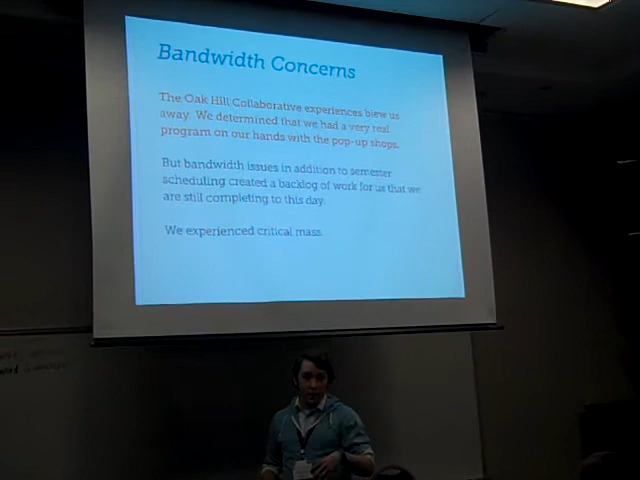 Bandwidth Concerns
The Oak Hill Collaborative experiences blew us
away. We determined that we had a very real
program on our hands with the pop-up shops.
But bandwidth issues in addition to semester
scheduling created a backlog of work for us that we
are still completing to this day.
We experienced critical mass.